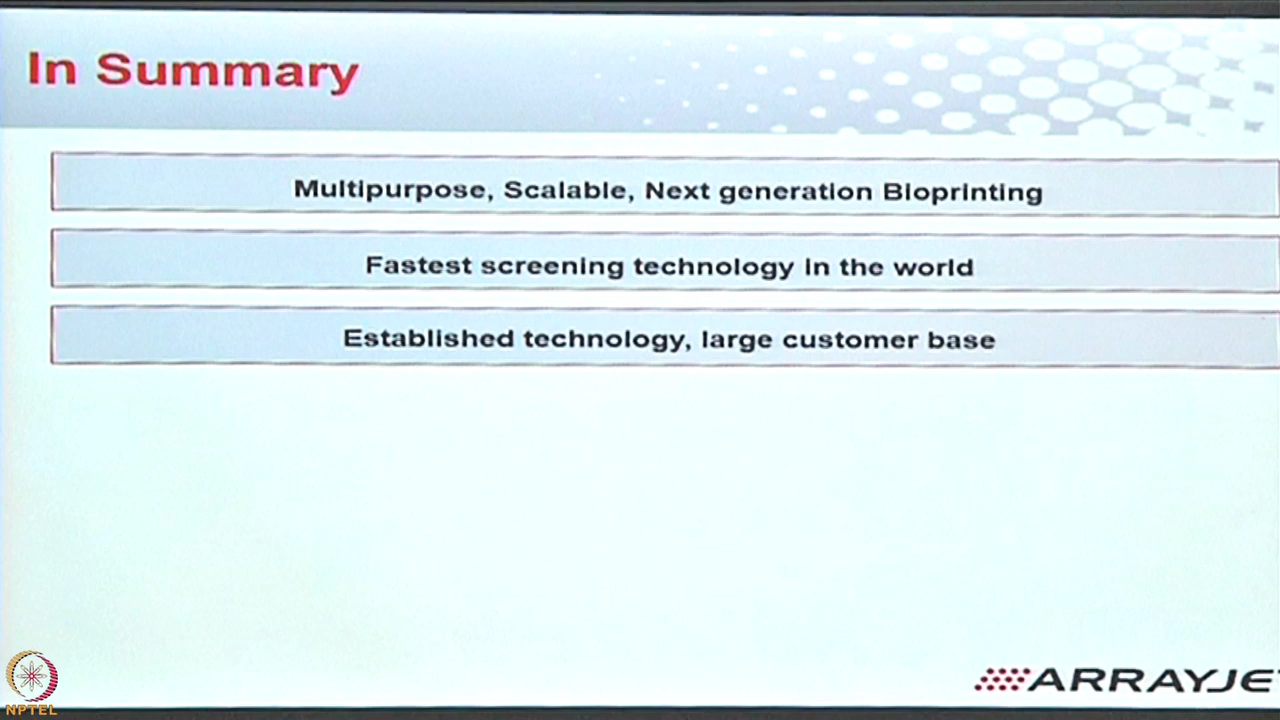 In Summary
Multipurpose, Scalable, Next generation Bioprinting
Fastest screening technology in the world
Established technology, large customer base
ARRAYJE
NPTEL